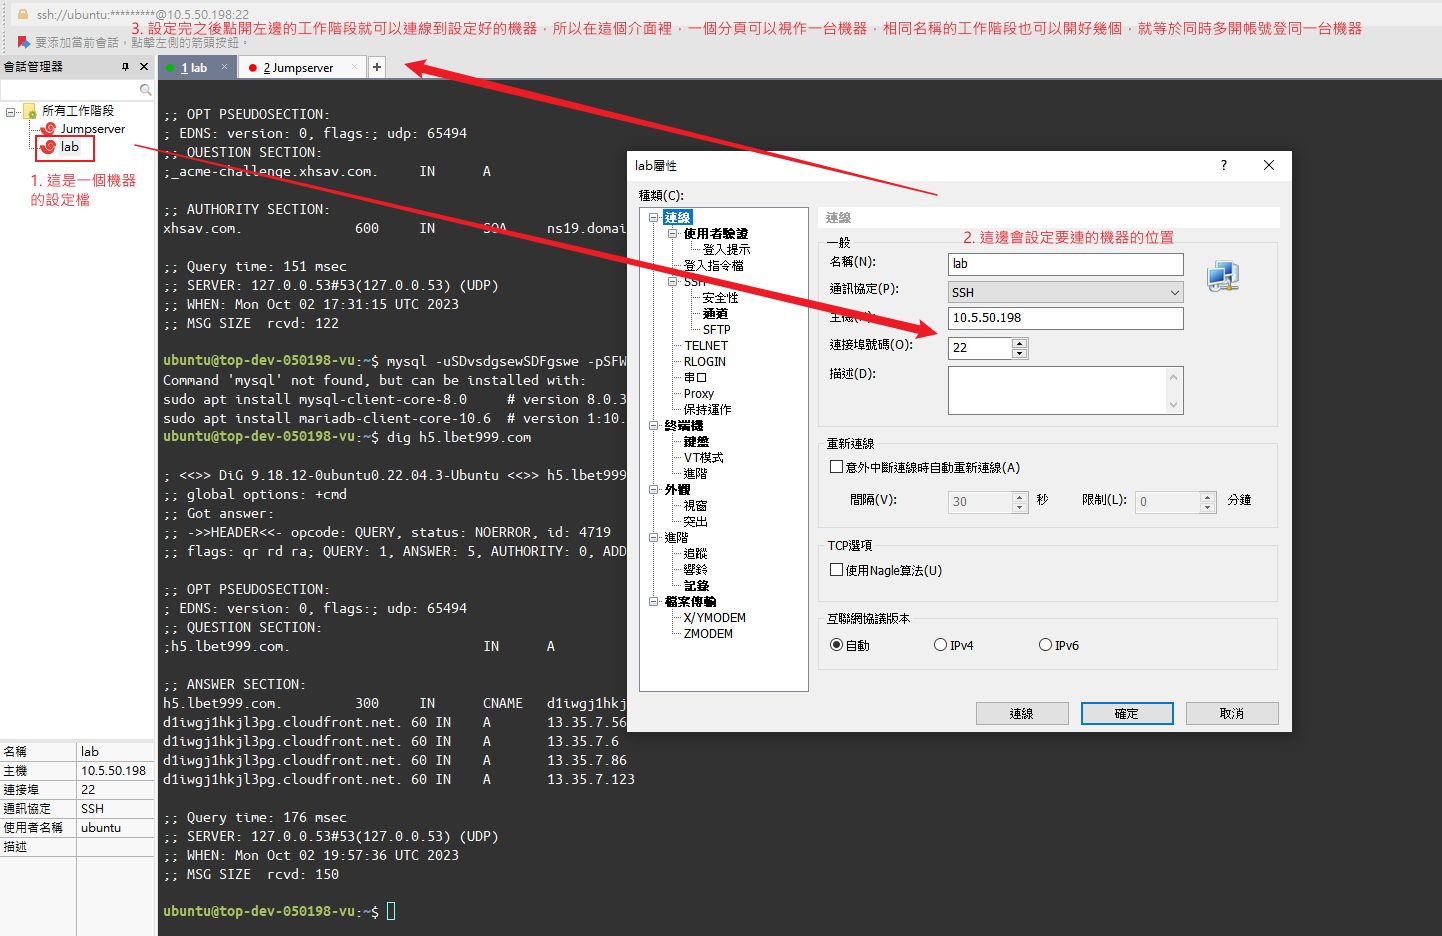 ssh://ubuntu:*********@10.5.50.198:22
3. 設定完之後點開左邊的工作階段就可以連線到設定好的機器，所以在這個介面裡，一個分頁可以視作一台機器，相同名稱的工作階段也可以開好幾個，就等於同時多開帳號登同一台機器
要添加當前會話，點擊左側的箭頭按鈕。
會話管理器
1 lab
2 Jumpserver
所有工作階段
Jumpserver
lab
1. 這是一個機器
的設定檔
名稱 lab
主機 10.5.50.198
連接埠 22
通訊協定 SSH
使用者名稱 ubuntu
描述
;; OPT PSEUDOSECTION:
; EDNS: version: 0, flags:; udp: 65494
;; QUESTION SECTION:
;_acme-challenge.xhsav.com. IN A
;; AUTHORITY SECTION:
xhsav.com. 600 IN SOA ns19.domai
;; Query time: 151 msec
;; SERVER: 127.0.0.53#53(127.0.0.53) (UDP)
;; WHEN: Mon Oct 02 17:31:15 UTC 2023
;; MSG SIZE  rcvd: 122
ubuntu@top-dev-050198-vu:~$ mysql -uSDvsdgsewSDFgswe -pSFW
Command 'mysql' not found, but can be installed with:
sudo apt install mysql-client-core-8.0     # version 8.0.3
sudo apt install mariadb-client-core-10.6  # version 1:10.
ubuntu@top-dev-050198-vu:~$ dig h5.lbet999.com
; <<>> DiG 9.18.12-0ubuntu0.22.04.3-Ubuntu <<>> h5.lbet999
;; global options: +cmd
;; Got answer:
;; ->>HEADER<<- opcode: QUERY, status: NOERROR, id: 4719
;; flags: qr rd ra; QUERY: 1, ANSWER: 5, AUTHORITY: 0, ADD
;; OPT PSEUDOSECTION:
; EDNS: version: 0, flags:; udp: 65494
;; QUESTION SECTION:
;h5.lbet999.com. IN A
;; ANSWER SECTION:
h5.lbet999.com. 300 IN CNAME d1iwgj1hkj
d1iwgj1hkjl3pg.cloudfront.net. 60 IN A 13.35.7.56
d1iwgj1hkjl3pg.cloudfront.net. 60 IN A 13.35.7.6
d1iwgj1hkjl3pg.cloudfront.net. 60 IN A 13.35.7.86
d1iwgj1hkjl3pg.cloudfront.net. 60 IN A 13.35.7.123
;; Query time: 176 msec
;; SERVER: 127.0.0.53#53(127.0.0.53) (UDP)
;; WHEN: Mon Oct 02 19:57:36 UTC 2023
;; MSG SIZE  rcvd: 150
ubuntu@top-dev-050198-vu:~$
lab屬性
種類(C):
連線
使用者驗證
登入提示
登入指令檔
SSH
安全性
通道
SFTP
TELNET
RLOGIN
串口
Proxy
保持運作
終端機
鍵盤
VT模式
進階
外觀
視窗
突出
進階
追蹤
響鈴
記錄
檔案傳輸
X/YMODEM
ZMODEM
連線
2. 這邊會設定要連的機器的位置
一般
名稱(N): lab
通訊協定(P): SSH
主機(H): 10.5.50.198
連接埠號碼(O): 22
描述(D):
重新連線
意外中斷連線時自動重新連線(A)
間隔(V): 30 秒 限制(L): 0 分鐘
TCP選項
使用Nagle算法(U)
互聯網協議版本
自動 IPv4 IPv6
連線 確定 取消